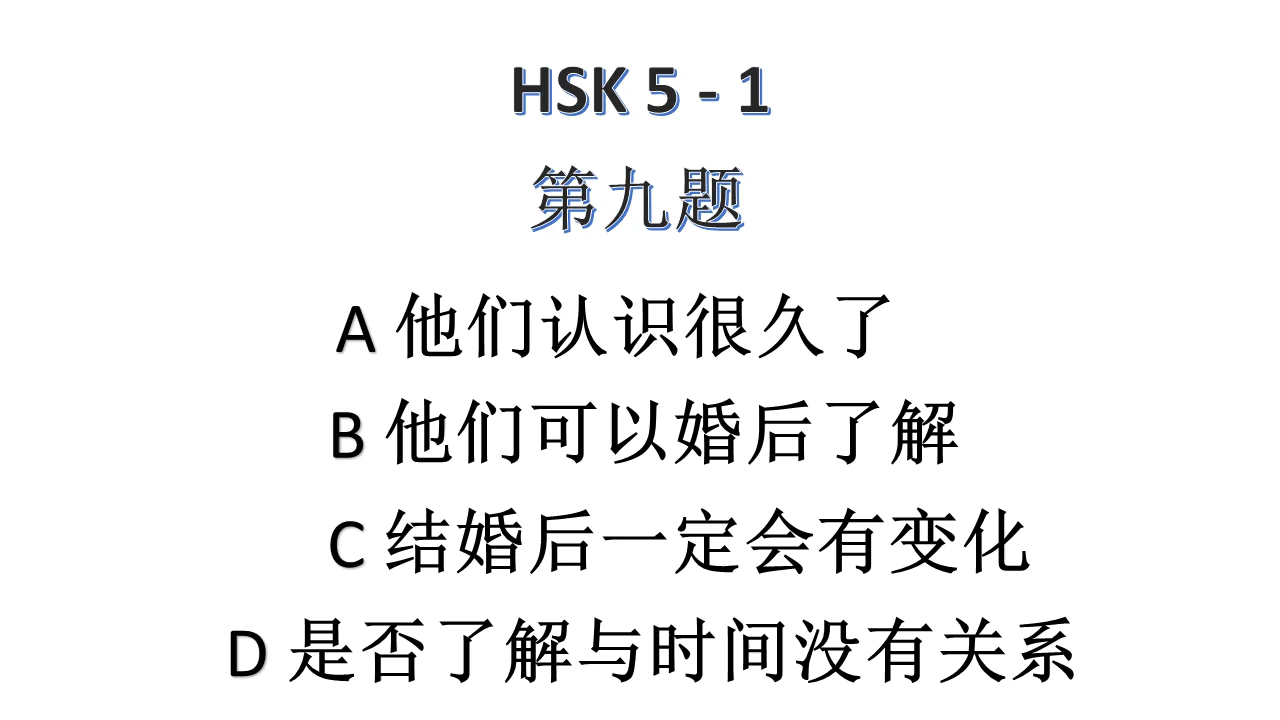 HSK 5 - 1
第九题
A 他们认识很久了
B 他们可以婚后了解
C 结婚后一定会有变化
D 是否了解与时间没有关系